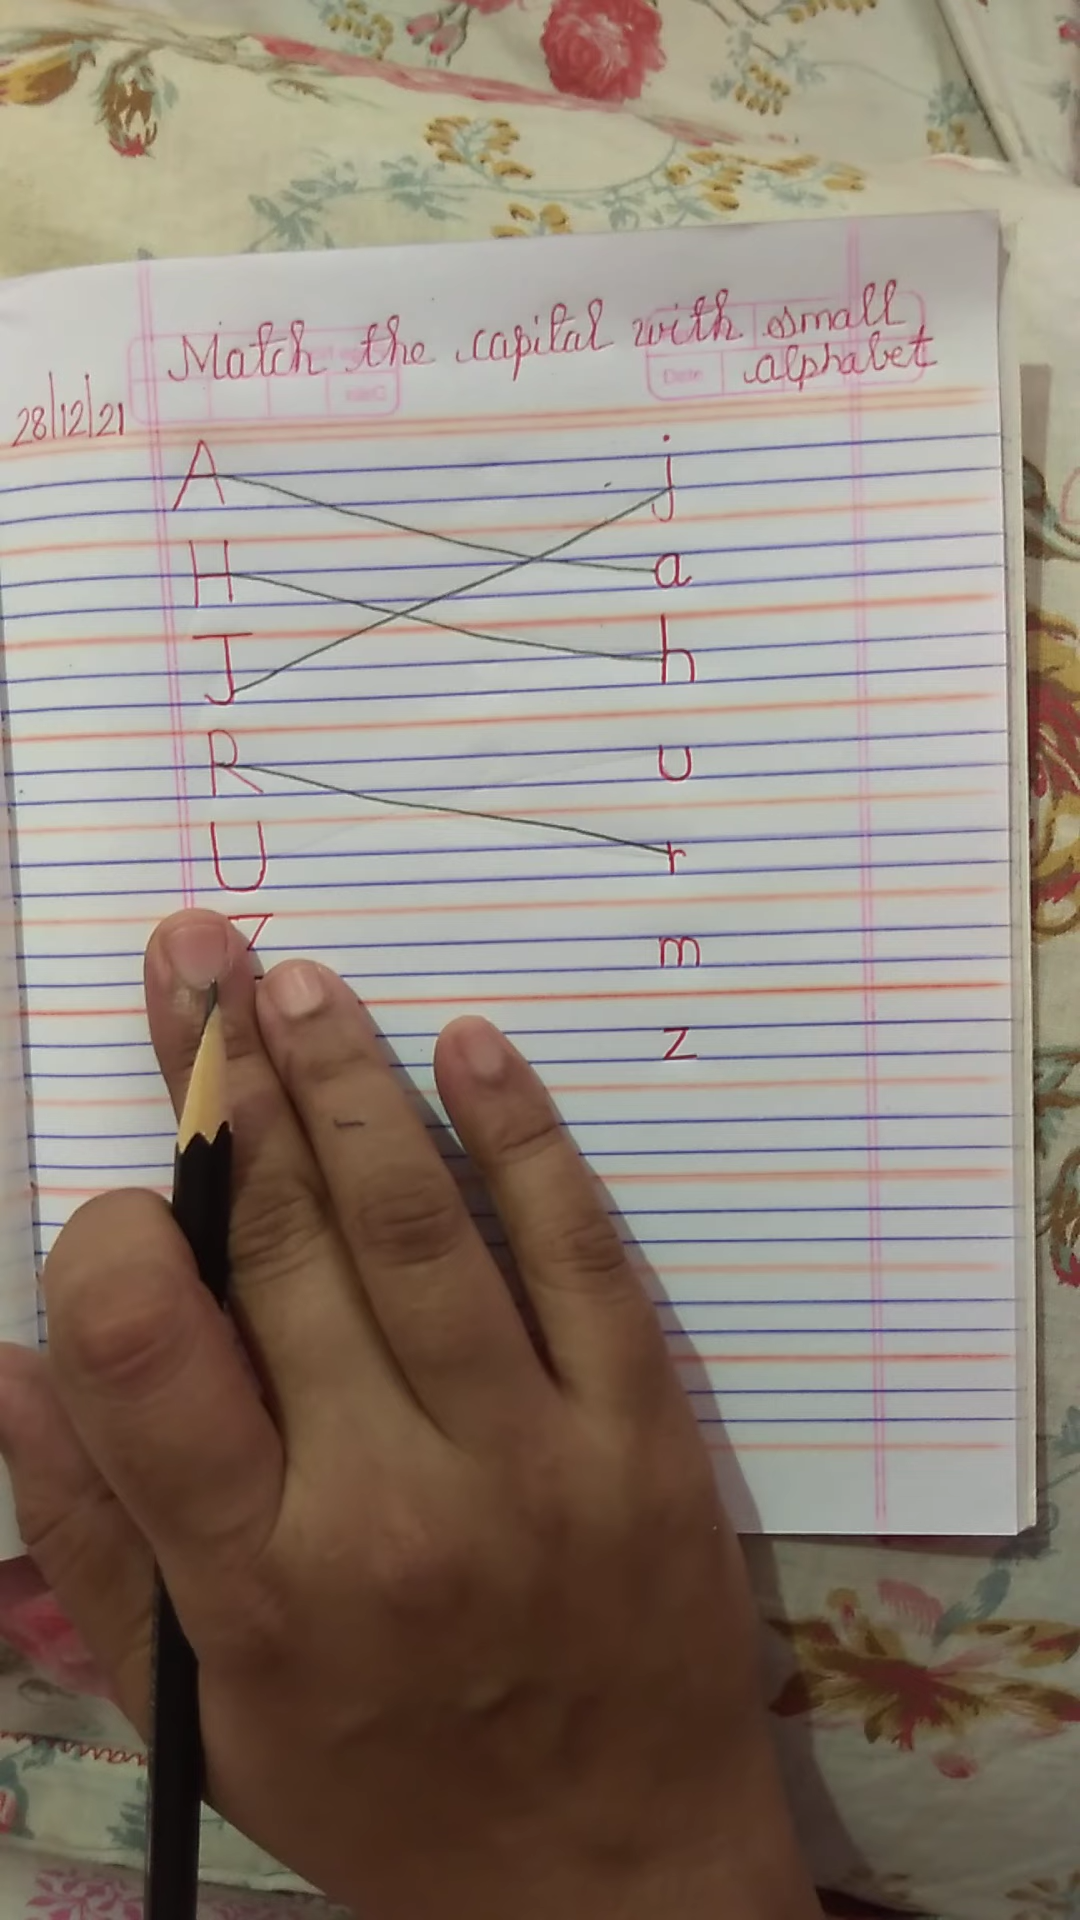 Match the capital with small
alphabet
28/12/21
A j
H a
J h
R u
U r
Z m
z